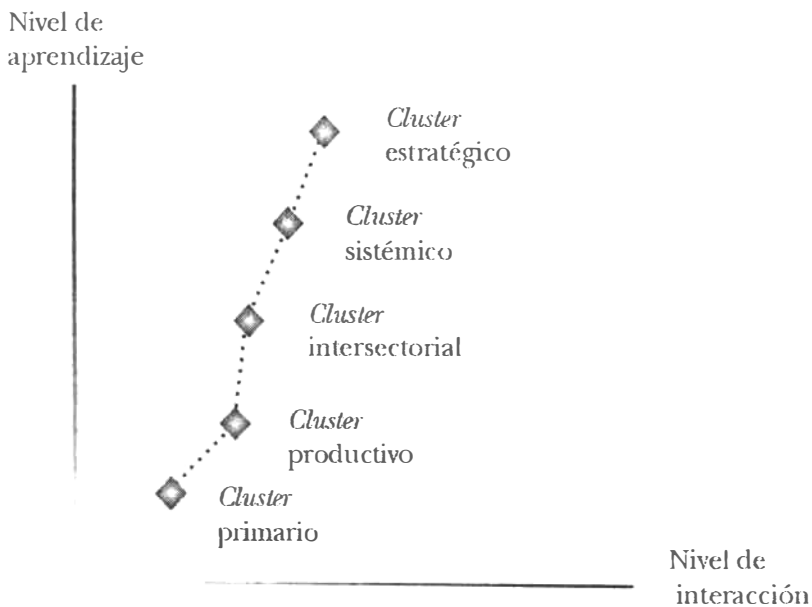 Nivel de
aprendizaje
Cluster
estratégico
Cluster
sistémico
Cluster
intersectorial
Cluster
productivo
Cluster
primario
Nivel de
interacción